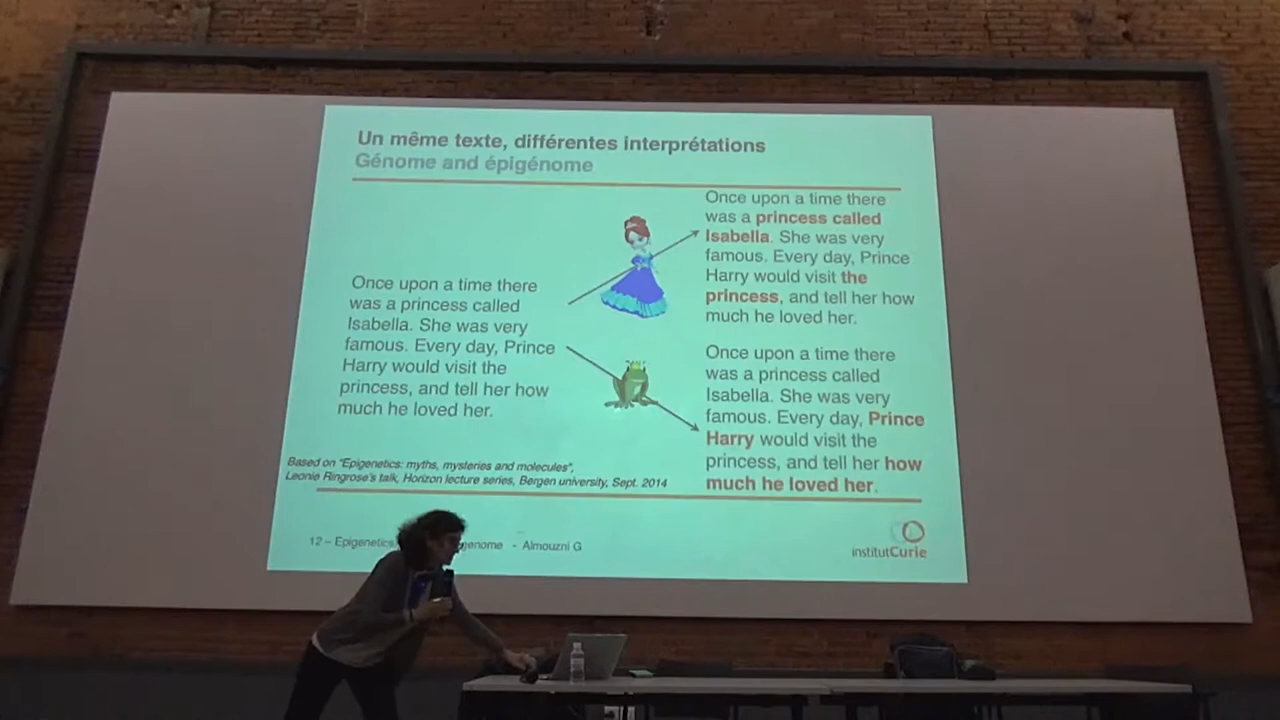 Un même texte, différentes interprétations
Génome and épigénome
Once upon a time there
was a princess called
Isabella. She was very
famous. Every day, Prince
Harry would visit the
princess, and tell her how
much he loved her.
Once upon a time there
was a princess called
Isabella. She was very
famous. Every day, Prince
Harry would visit the
princess, and tell her how
much he loved her.
Once upon a time there
was a princess called
Isabella. She was very
famous. Every day, Prince
Harry would visit the
princess, and tell her how
much he loved her.
Based on "Epigenetics: myths, mysteries and molecules",
Leonie Ringrose's talk, Horizon lecture series, Bergen university, Sept. 2014
12 – Epigenetics - Almouzni G
institutCurie